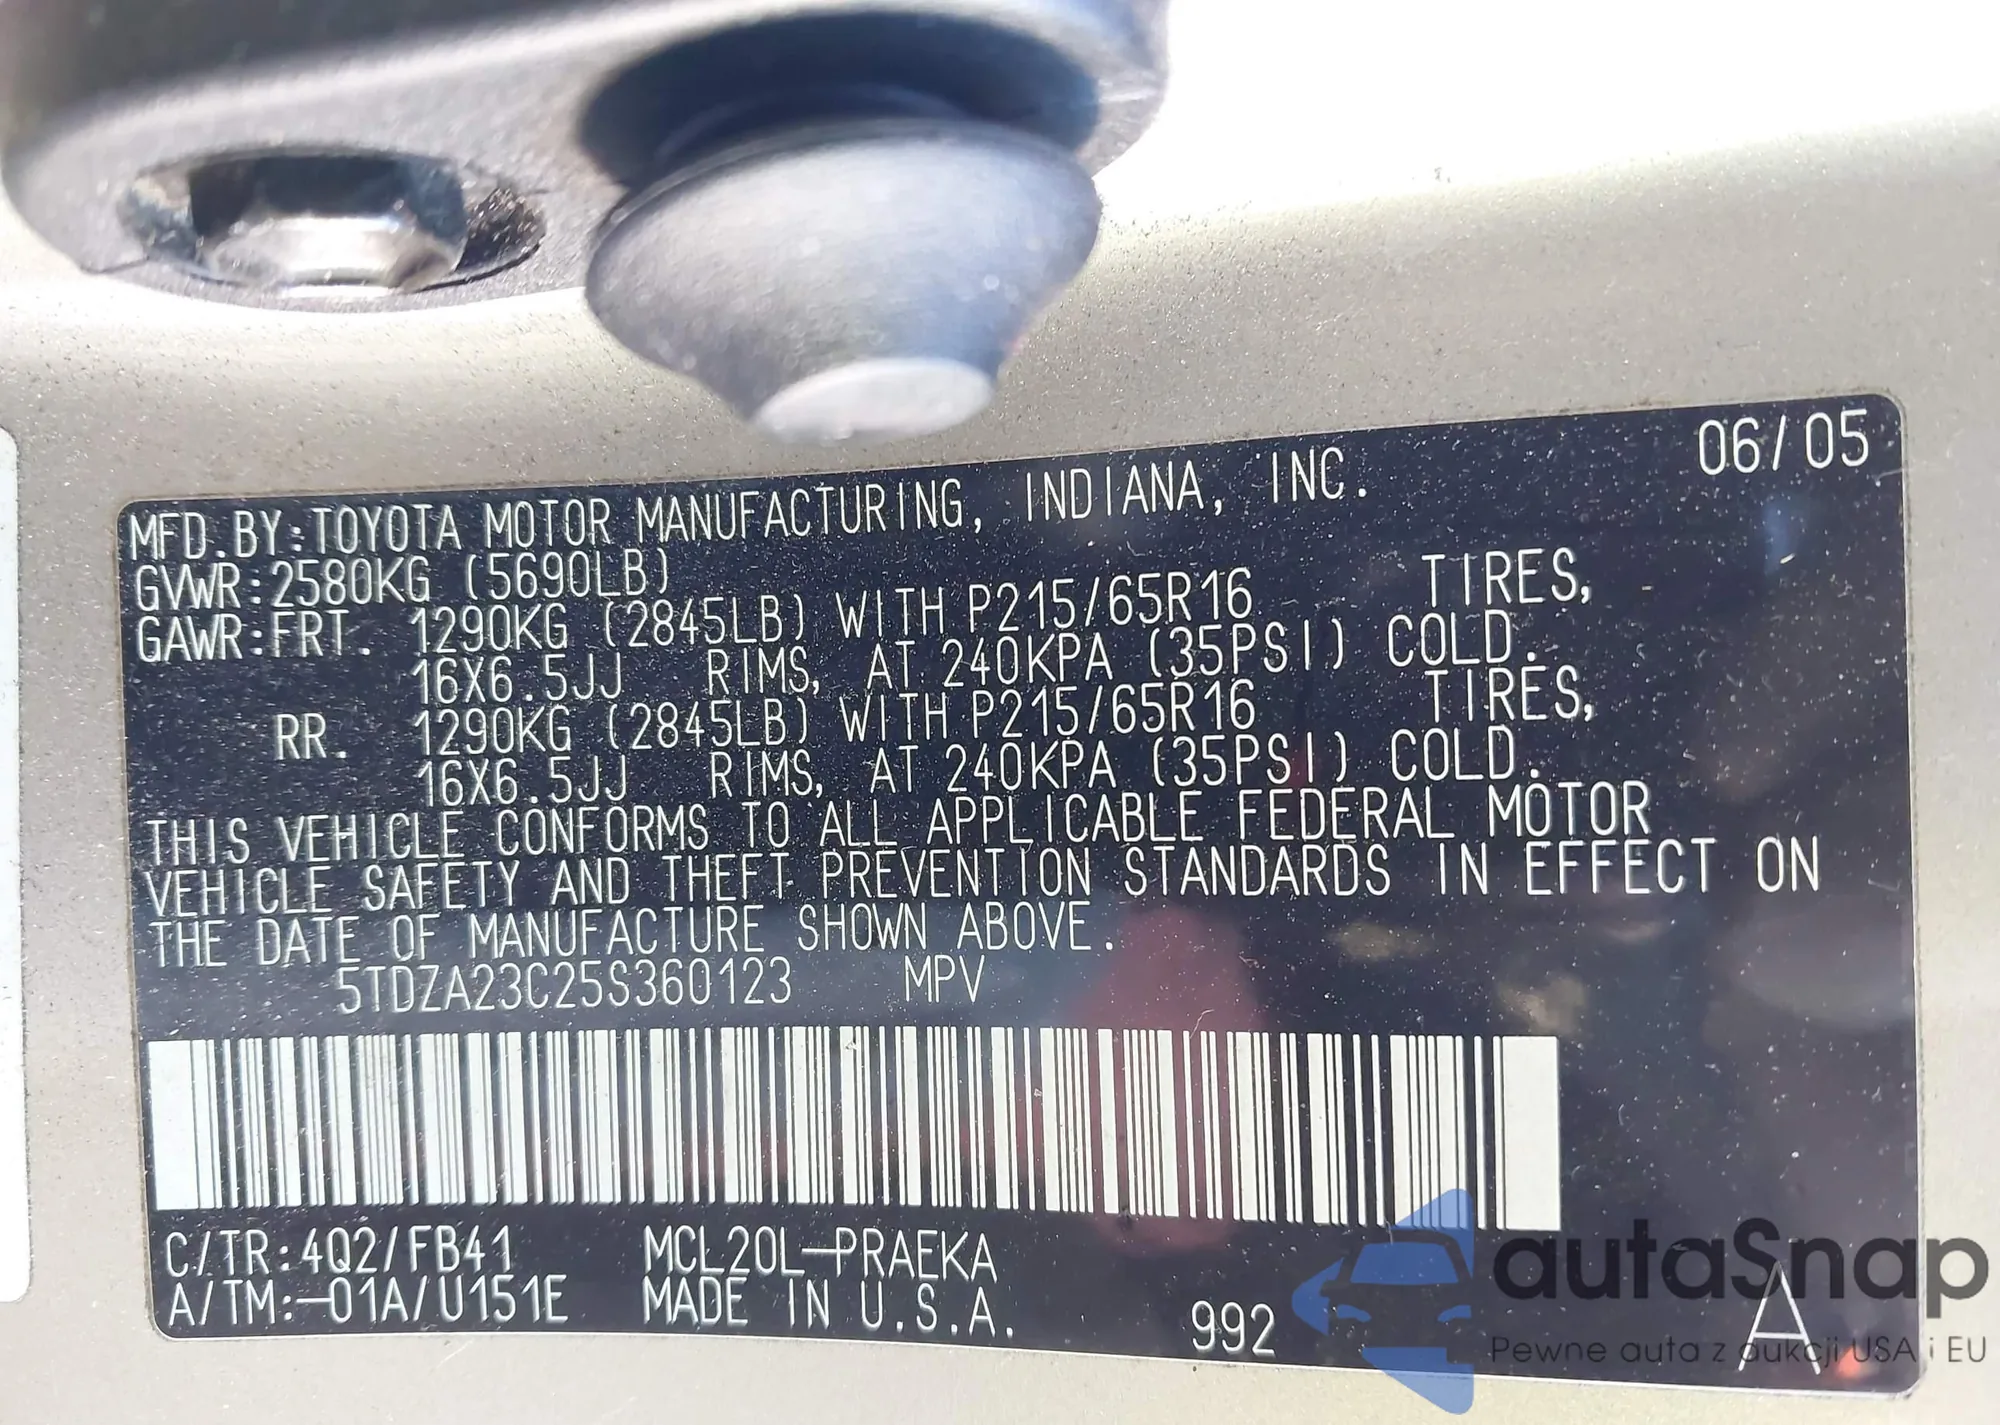 06/05
MFD.BY:TOYOTA MOTOR MANUFACTURING, INDIANA, INC.
GVWR:2580KG (5690LB)
GAWR:FRT. 1290KG (2845LB) WITH P215/65R16 TIRES,
16X6.5JJ RIMS, AT 240KPA (35PSI) COLD.
RR. 1290KG (2845LB) WITH P215/65R16 TIRES,
16X6.5JJ RIMS, AT 240KPA (35PSI) COLD.
THIS VEHICLE CONFORMS TO ALL APPLICABLE FEDERAL MOTOR
VEHICLE SAFETY AND THEFT PREVENTION STANDARDS IN EFFECT ON
THE DATE OF MANUFACTURE SHOWN ABOVE.
5TDZA23C25S360123 MPV
C/TR:4Q2/FB41 MCL20L-PRAEKA
A/TM:-01A/U151E MADE IN U.S.A. 992 A
autaSnap
Pewne auta z aukcji USA i EU